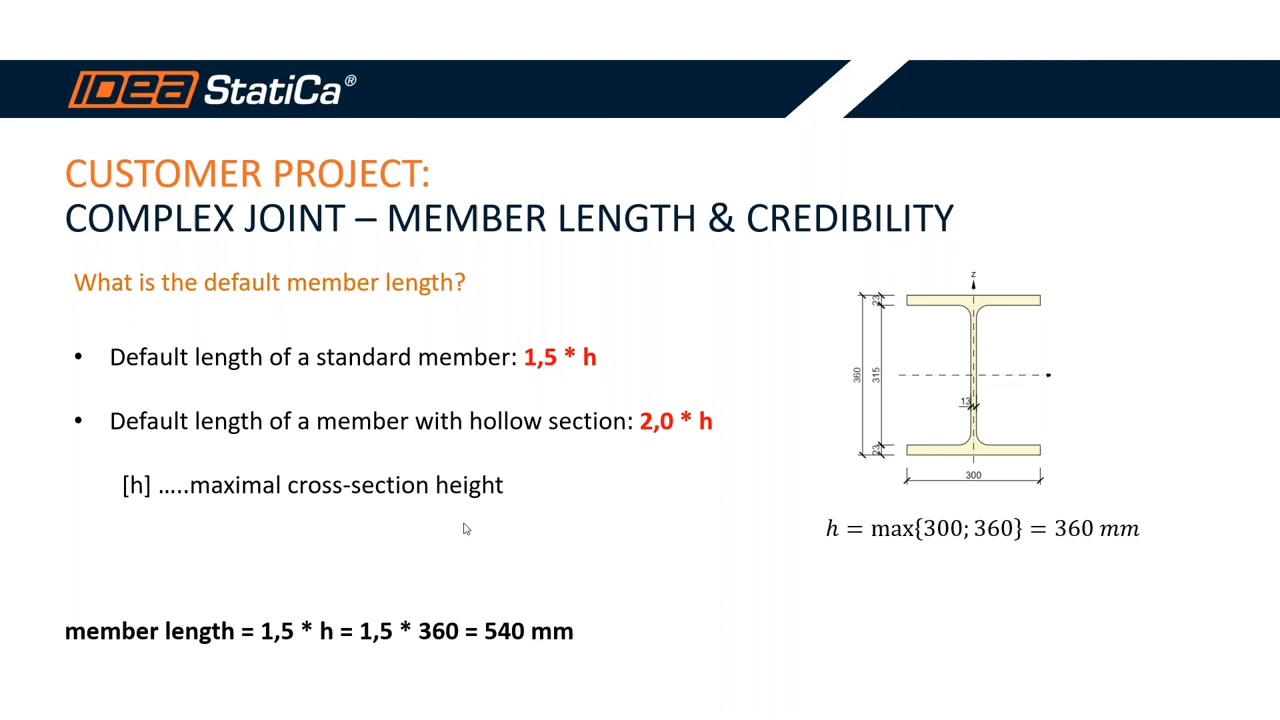 IDEA StatiCa®
CUSTOMER PROJECT:
COMPLEX JOINT – MEMBER LENGTH & CREDIBILITY
What is the default member length?
• Default length of a standard member: 1,5 * h
• Default length of a member with hollow section: 2,0 * h
[h] …..maximal cross-section height
z
23
360
315
13
23
300
h = max{300; 360} = 360 mm
member length = 1,5 * h = 1,5 * 360 = 540 mm